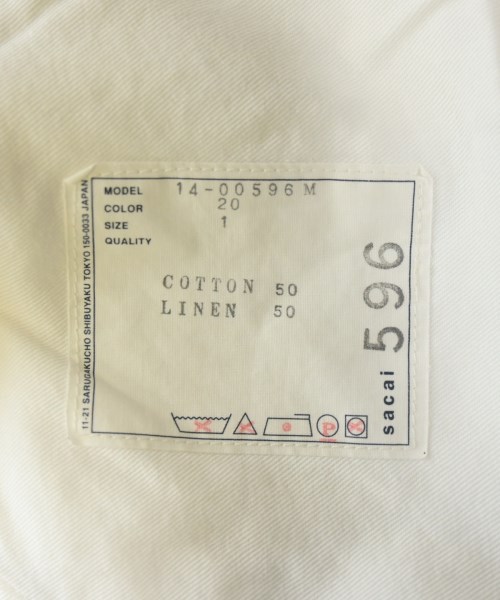 MODEL 14-00596 M
COLOR 20
SIZE 1
QUALITY
COTTON 50
LINEN 50
P
sacai 596
11-21 SARUGAKUCHO SHIBUYAKU TOKYO 150-0033 JAPAN